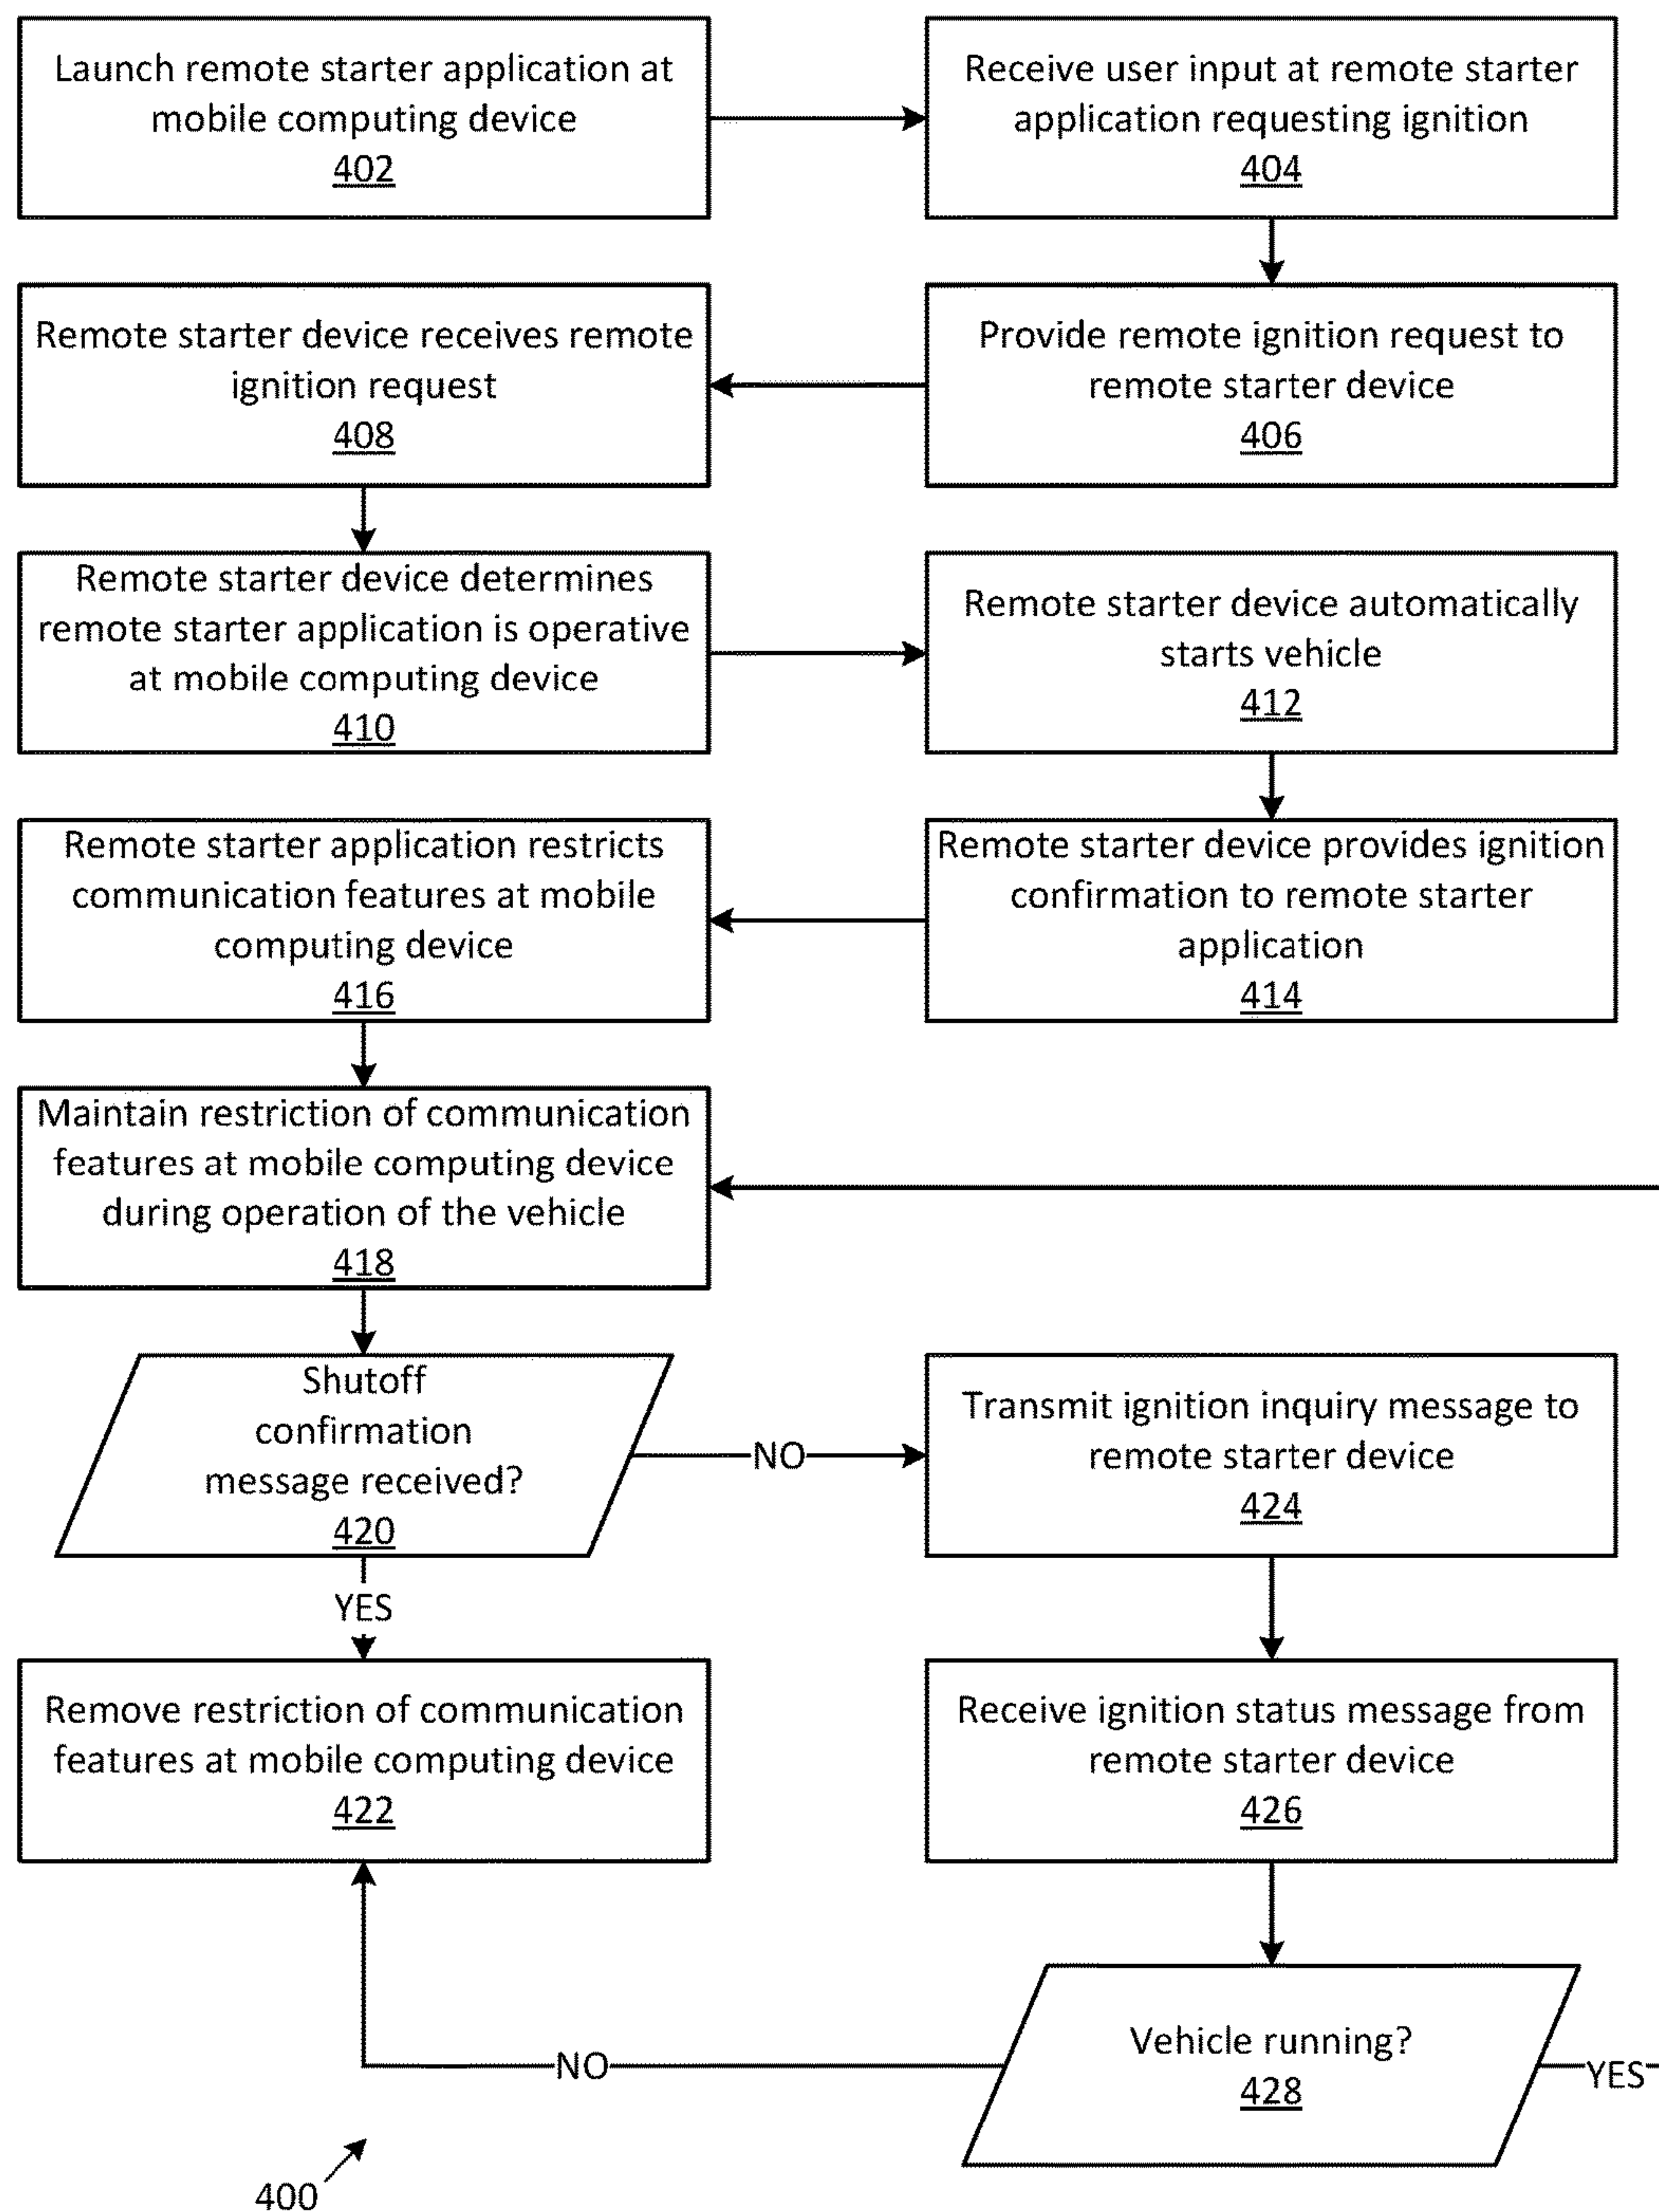 Launch remote starter application at
mobile computing device
402
Receive user input at remote starter
application requesting ignition
404
Provide remote ignition request to
remote starter device
406
Remote starter device receives remote
ignition request
408
Remote starter device determines
remote starter application is operative
at mobile computing device
410
Remote starter device automatically
starts vehicle
412
Remote starter device provides ignition
confirmation to remote starter
application
414
Remote starter application restricts
communication features at mobile
computing device
416
Maintain restriction of communication
features at mobile computing device
during operation of the vehicle
418
Shutoff
confirmation
message received?
420
NO
YES
Remove restriction of communication
features at mobile computing device
422
Transmit ignition inquiry message to
remote starter device
424
Receive ignition status message from
remote starter device
426
Vehicle running?
428
NO
YES
400